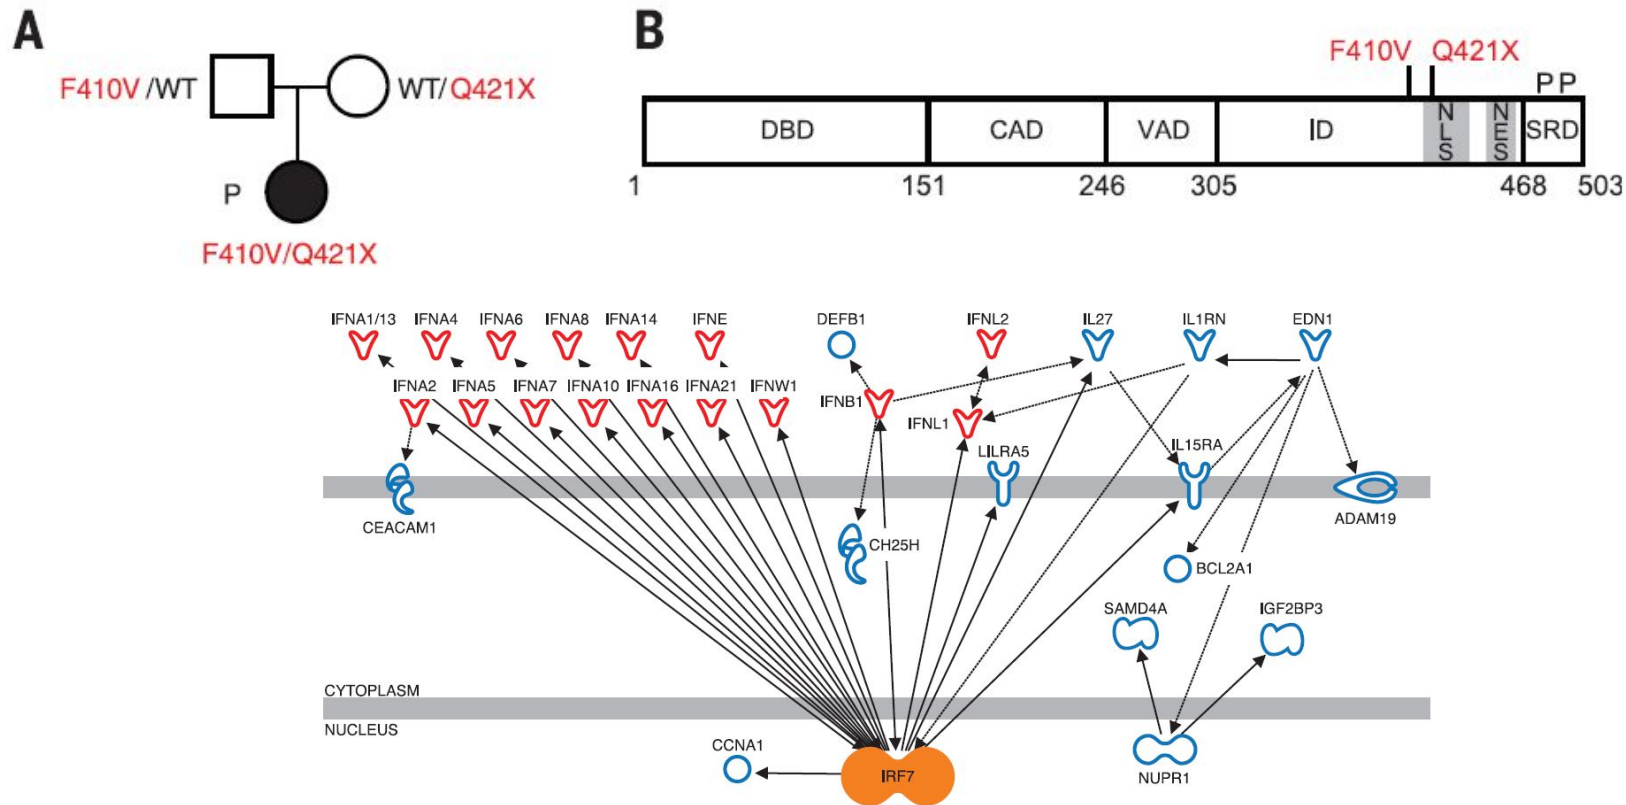 A
F410V /WT
WT/Q421X
P
F410V/Q421X
B
F410V Q421X
P P
DBD CAD VAD ID NLS NES SRD
1 151 246 305 468 503
IFNA1/13 IFNA4 IFNA6 IFNA8 IFNA14 IFNE DEFB1 IFNL2 IL27 IL1RN EDN1
IFNA2 IFNA5 IFNA7 IFNA10 IFNA16 IFNA21 IFNW1 IFNB1
IFNL1
LILRA5 IL15RA
CEACAM1 ADAM19
CH25H
BCL2A1
SAMD4A IGF2BP3
CYTOPLASM
NUCLEUS
CCNA1
IRF7 NUPR1